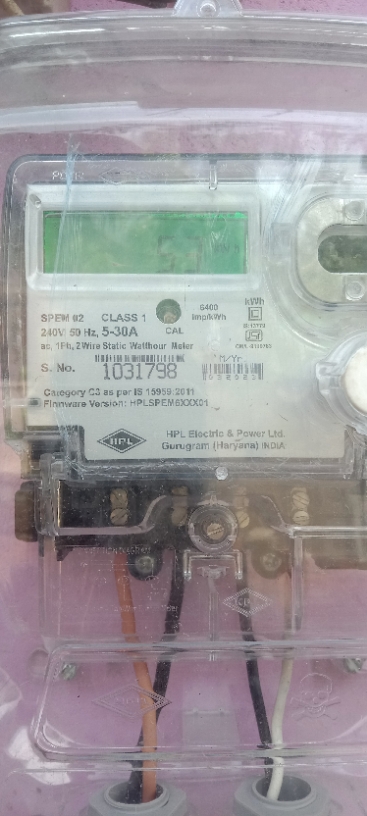 SPEM 02 CLASS 1
240V, 50 Hz, 5-30A
CAL
6400
imp/kWh
kWh
ac, 1Ph, 2Wire Static Watthour Meter
S. No. 1031798
M/Yr
Category C3 as per IS 15959:2011
Firmware Version: HPLSPEM6XXX01
HPL
HPL Electric & Power Ltd.
Gurugram (Haryana) INDIA